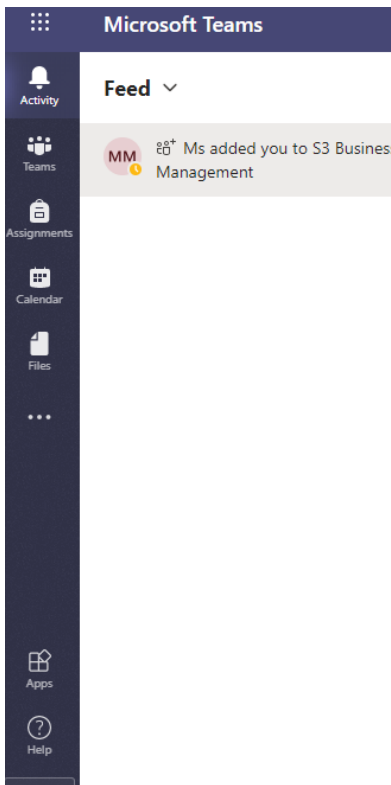 Microsoft Teams
Activity
Feed
MM
Ms added you to S3 Busines
Management
Teams
Assignments
Calendar
Files
Apps
Help